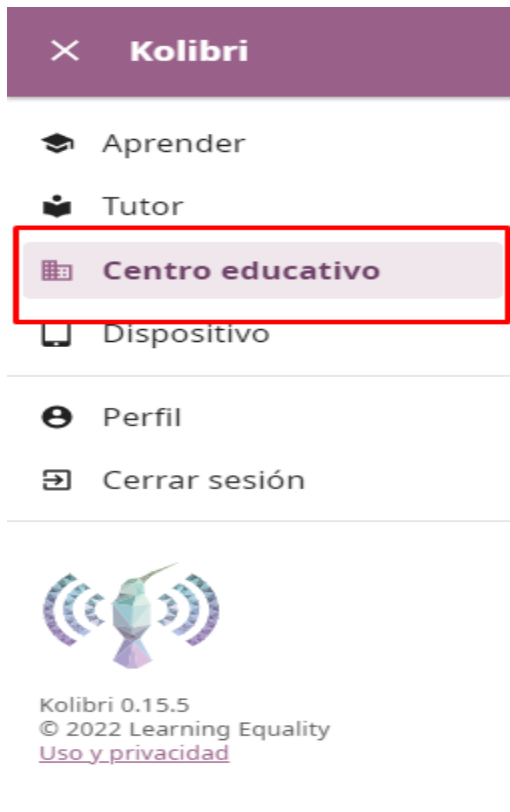 Kolibri
Aprender
Tutor
Centro educativo
Dispositivo
Perfil
Cerrar sesión
Kolibri 0.15.5
© 2022 Learning Equality
Uso y privacidad